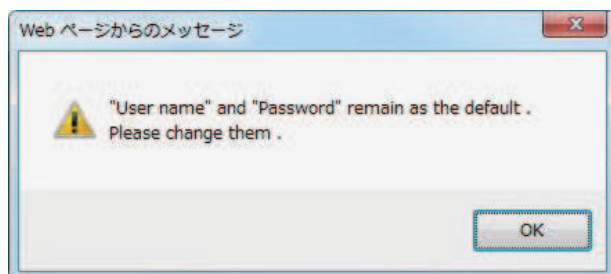 Web ページからのメッセージ
"User name" and "Password" remain as the default .
Please change them .
OK